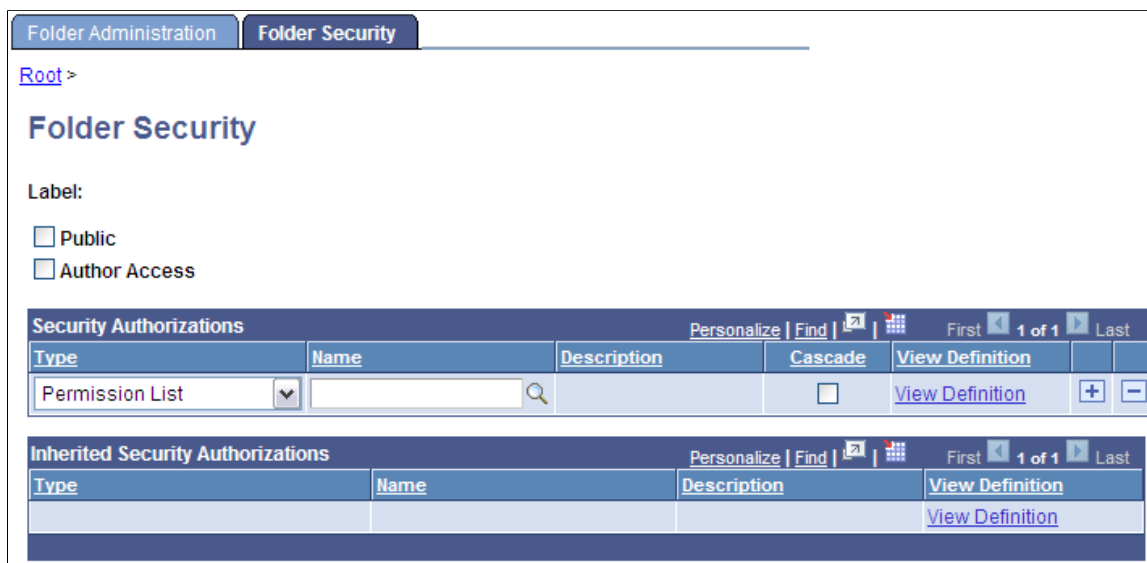 Folder Administration Folder Security
Root >
Folder Security
Label:
Public
Author Access
Security Authorizations Personalize | Find | | First 1 of 1 Last
Type Name Description Cascade View Definition
Permission List View Definition
Inherited Security Authorizations Personalize | Find | | First 1 of 1 Last
Type Name Description View Definition
View Definition